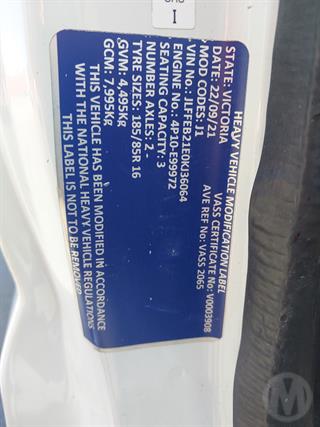 HEAVY VEHICLE MODIFICATION LABEL
STATE: VICTORIA VASS CERTIFICATE No: V0003908
DATE: 22/09/21 AVE REF No: VASS 2065
MOD CODES: J1
VIN No: JLFFEB21E0KJ36064
ENGINE No: 4P10-E99972
SEATING CAPACITY: 3
NUMBER AXLES: 2 -
TYRE SIZES: 185/85R 16
GVM: 4,495Kg
GCM: 7,995Kg
THIS VEHICLE HAS BEEN MODIFIED IN ACCORDANCE
WITH THE NATIONAL HEAVY VEHICLE REGULATIONS
THIS LABEL IS NOT TO BE REMOVED
I
M